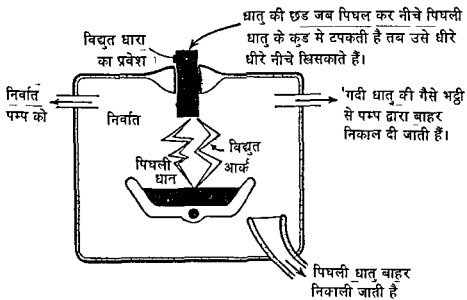 धातु की छड जब पिघल कर नीचे पिघली
धातु के कुड मे टपकती है तब उसे धीरे
धीरे नीचे खिसकाते हैं।
विद्युत धारा
का प्रवेश
निर्वात
पम्प को
निर्वात
गदी धातु की गैसे भट्ठी
से पम्प द्वारा बाहर
निकाल दी जाती हैं।
विद्युत
आर्क
पिघली
धान
पिघली धातु बाहर
निकाली जाती है